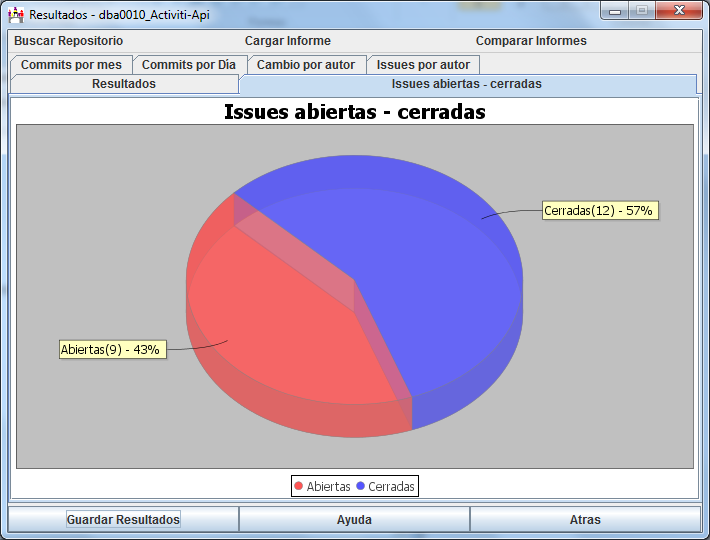 Resultados - dba0010_Activiti-Api
Buscar Repositorio Cargar Informe Comparar Informes
Commits por mes Commits por Día Cambio por autor Issues por autor
Resultados Issues abiertas - cerradas
Issues abiertas - cerradas
Cerradas(12) - 57%
Abiertas(9) - 43%
Abiertas Cerradas
Guardar Resultados Ayuda Atras